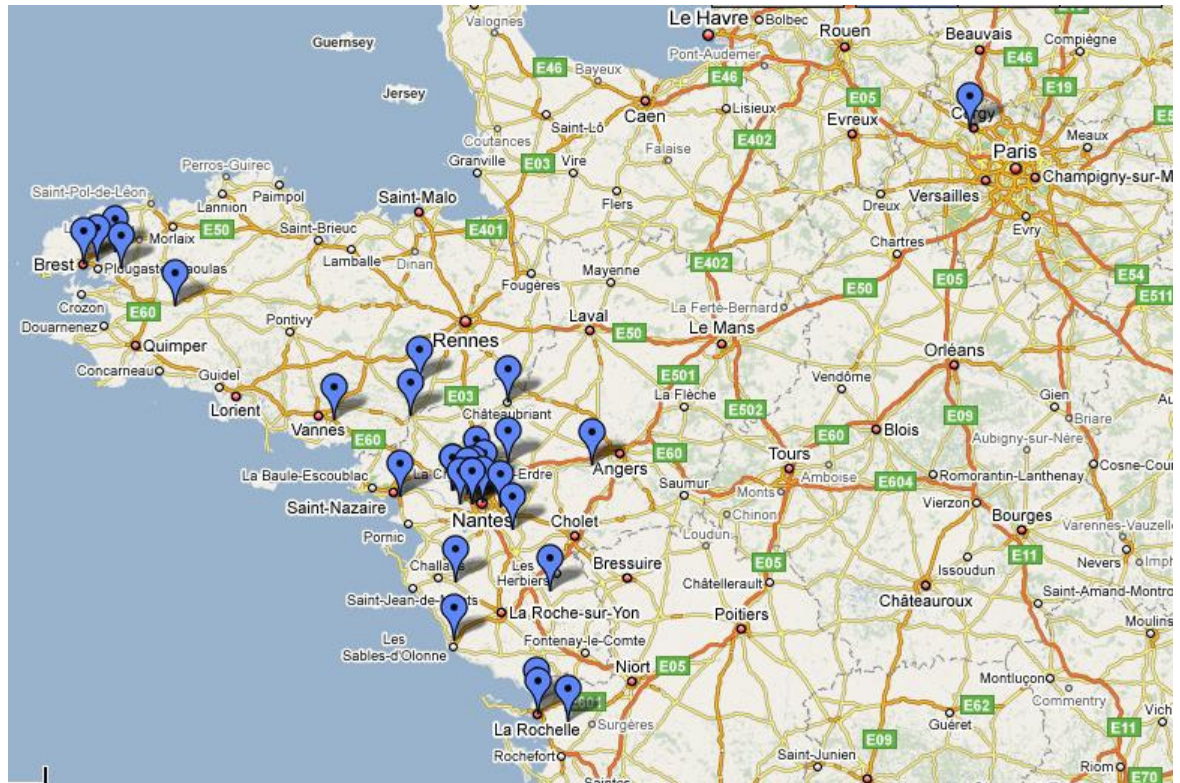 Valognes
Le Havre
Bolbec
Rouen
Beauvais
Compiègne
Guernsey
Pont-Audemer
E46
E46
Bayeux
E46
E19
Jersey
Caen
Lisieux
E05
Cergy
Saint-Lô
Evreux
Meaux
Coutances
E402
Paris
Falaise
Granville
E03
Vire
Perros-Guirec
Champigny-sur-M
Saint-Pol-de-Léon
Paimpol
Flers
Versailles
Lannion
Saint-Malo
Dreux
Evry
E50
Saint-Brieuc
E401
Morlaix
Chartres
Brest
Lamballe
Dinan
E402
Mayenne
E05
E54
Fougères
E50
E511
Crozon
E60
La Ferté-Bernard
Douarnenez
Pontivy
Laval
Le Mans
Rennes
E50
Quimper
Orléans
Concarneau
Guidel
E501
Vendôme
Lorient
E03
La Flèche
Gien
Châteaubriant
E502
E09
Briare
Vannes
E60
E60
Blois
Aubigny-sur-Nère
E60
Angers
Tours
Amboise
Romorantin-Lanthenay
Cosne-Cour
La Baule-Escoublac
E604
Saumur
Monts
Vierzon
Saint-Nazaire
Chinon
Bourges
Nantes
Cholet
Varennes-Vauzelle
Pornic
Loudun
E11
Les
Herbiers
Bressuire
E05
Issoudun
Nevers
Imph
Châtellerault
Châteauroux
Saint-Amand-Montro
La Roche-sur-Yon
Poitiers
Moulins
Les
Sables-d'Olonne
Fontenay-le-Comte
Niort
E05
Montluçon
Commentry
E62
La Rochelle
Surgères
Guéret
Vich
E11
E09
Rochefort
Saint-Junien
Riom
E70